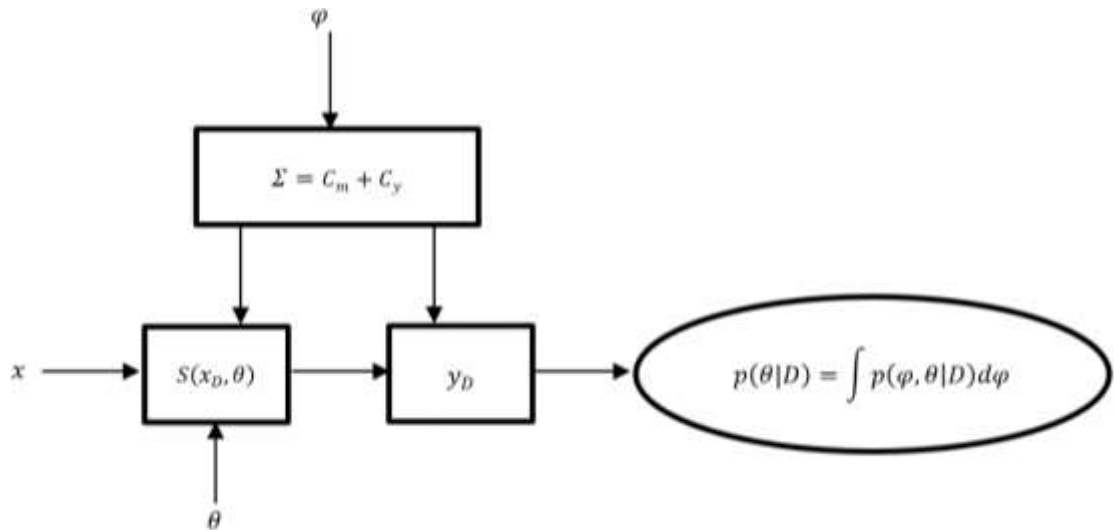 φ
Σ = C_m + C_y
x
S(x_D, θ)
y_D
p(θ|D) = ∫ p(φ, θ|D)dφ
θ